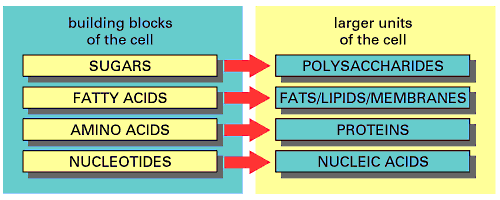 building blocks
of the cell
larger units
of the cell
SUGARS
POLYSACCHARIDES
FATTY ACIDS
FATS/LIPIDS/MEMBRANES
AMINO ACIDS
PROTEINS
NUCLEOTIDES
NUCLEIC ACIDS